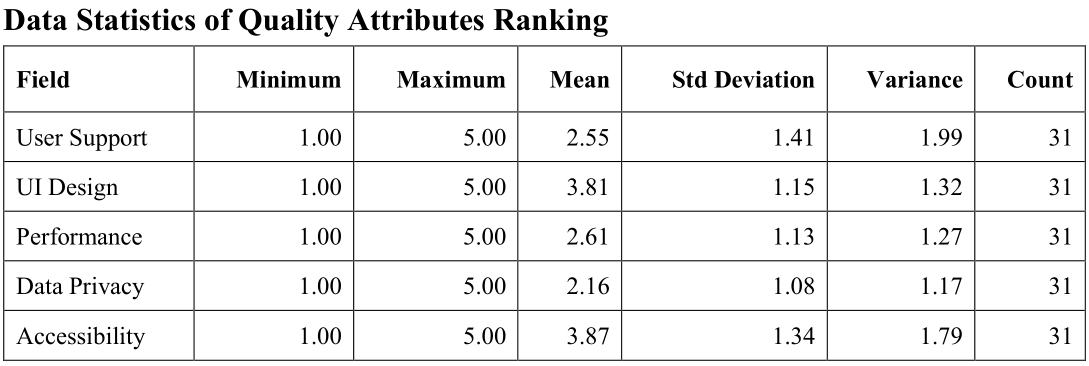 Data Statistics of Quality Attributes Ranking
Field Minimum Maximum Mean Std Deviation Variance Count
User Support 1.00 5.00 2.55 1.41 1.99 31
UI Design 1.00 5.00 3.81 1.15 1.32 31
Performance 1.00 5.00 2.61 1.13 1.27 31
Data Privacy 1.00 5.00 2.16 1.08 1.17 31
Accessibility 1.00 5.00 3.87 1.34 1.79 31